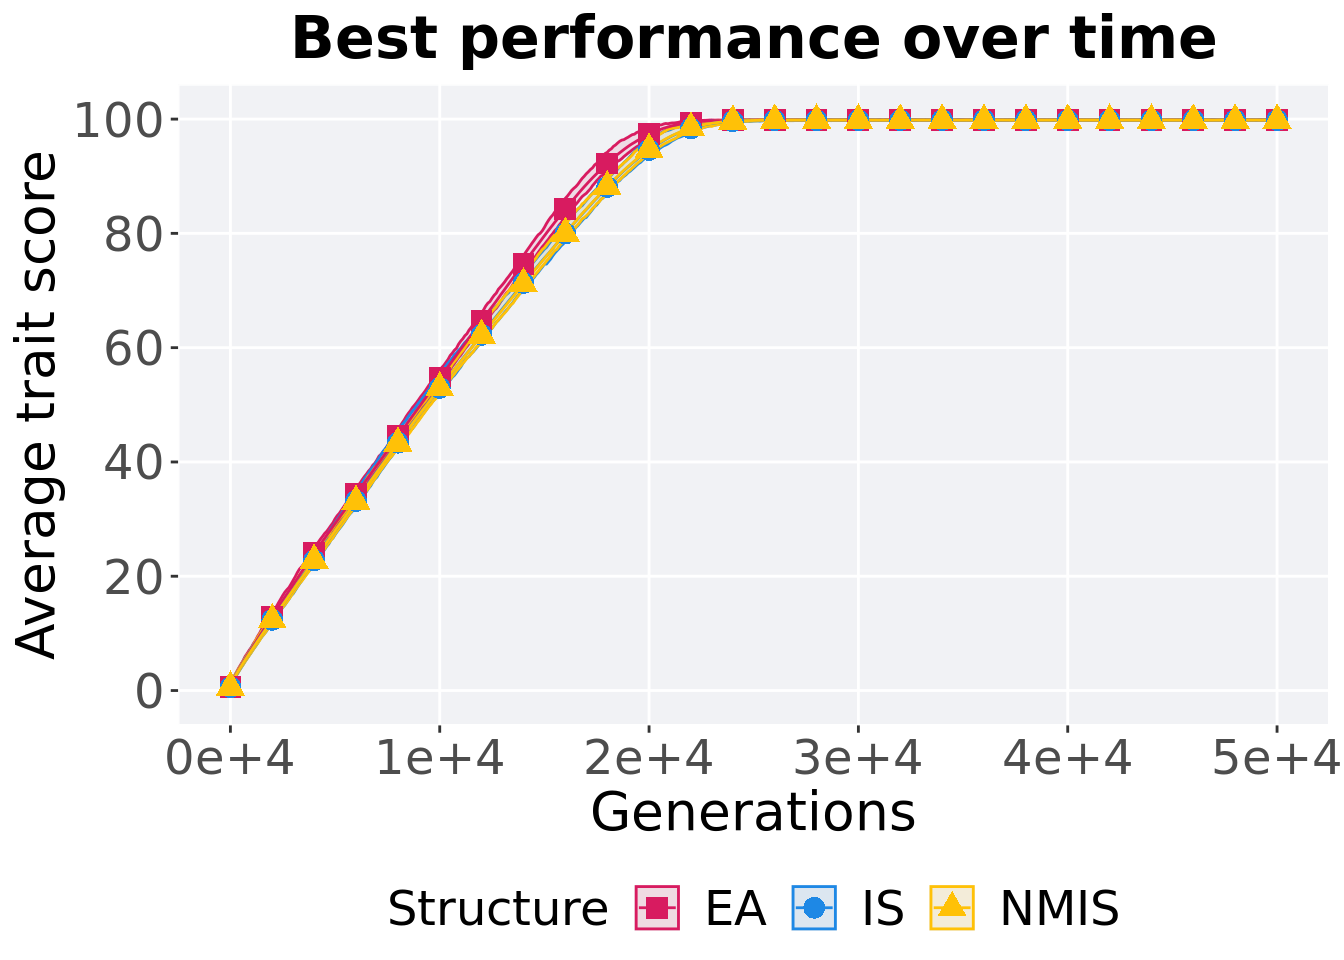 Best performance over time
Average trait score
100
80
60
40
20
0
0e+4 1e+4 2e+4 3e+4 4e+4 5e+4
Generations
Structure EA IS NMIS